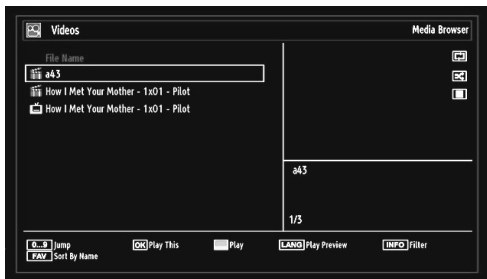 Videos Media Browser
File Name
a43
How I Met Your Mother - 1x01 - Pilot
How I Met Your Mother - 1x01 - Pilot
a43
1/3
0...9 Jump OK Play This Play LANG Play Preview INFO Filter
FAV Sort By Name